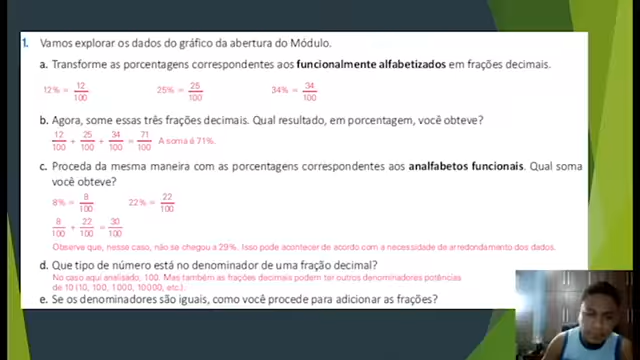 1. Vamos explorar os dados do gráfico da abertura do Módulo.
a. Transforme as porcentagens correspondentes aos funcionalmente alfabetizados em frações decimais.
12% = 12/100 25% = 25/100 34% = 34/100
b. Agora, some essas três frações decimais. Qual resultado, em porcentagem, você obteve?
12/100 + 25/100 + 34/100 = 71/100 A soma é 71%.
c. Proceda da mesma maneira com as porcentagens correspondentes aos analfabetos funcionais. Qual soma
você obteve?
8% = 8/100 22% = 22/100
8/100 + 22/100 = 30/100
Observe que, nesse caso, não se chegou a 29%. Isso pode acontecer de acordo com a necessidade de arredondamento dos dados.
d. Que tipo de número está no denominador de uma fração decimal?
No caso aqui analisado, 100. Mas também as frações decimais podem ter outros denominadores potências
de 10 (10, 100, 1000, 10000, etc.).
e. Se os denominadores são iguais, como você procede para adicionar as frações?